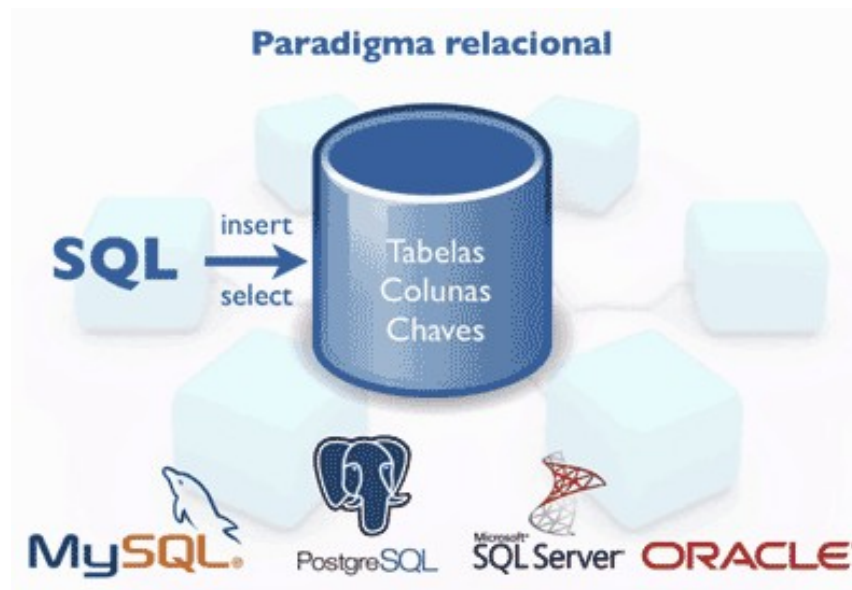 Paradigma relacional
insert
SQL
select
Tabelas
Colunas
Chaves
MySQL®
PostgreSQL
Microsoft®
SQL Server
ORACLE